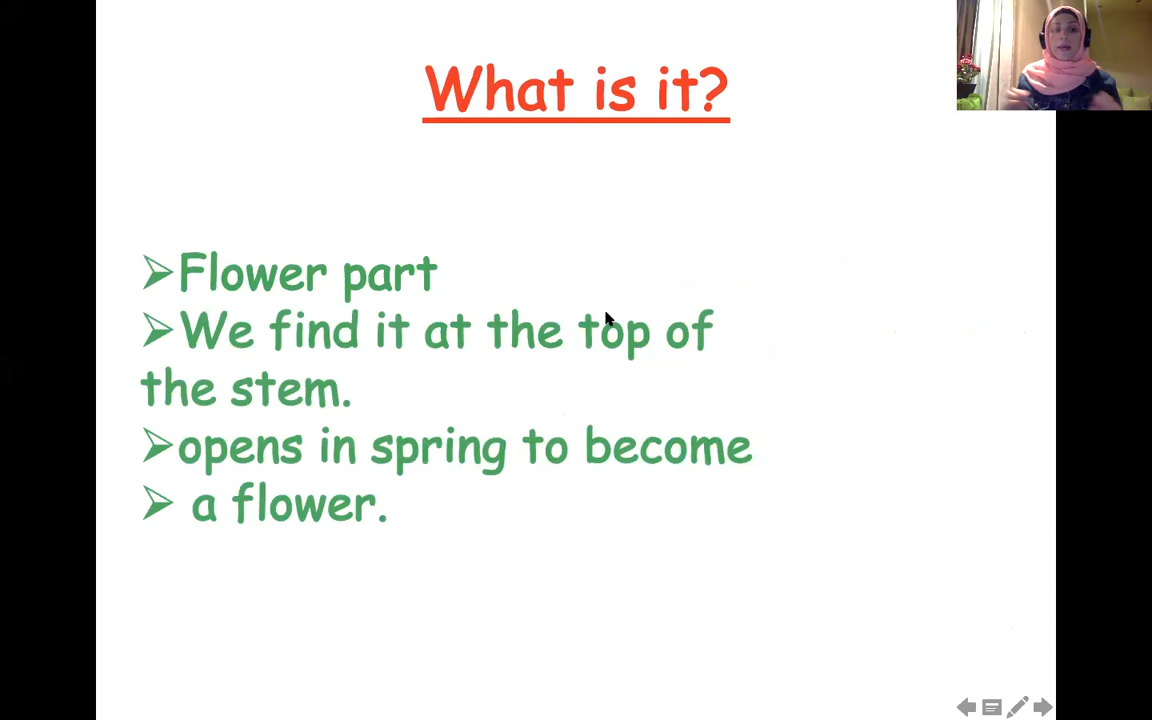 What is it?
Flower part
We find it at the top of
the stem.
opens in spring to become
a flower.